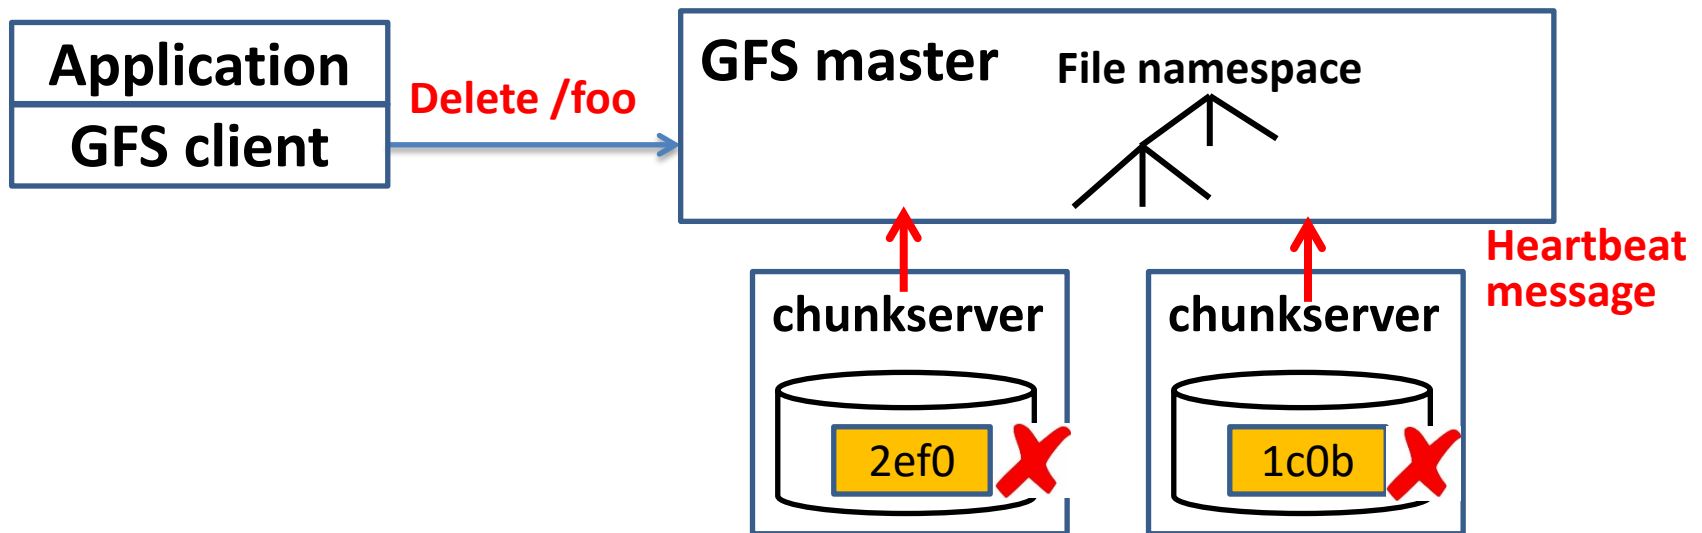 Application
GFS client
Delete /foo
GFS master
File namespace
Heartbeat
message
chunkserver
chunkserver
2ef0
1c0b